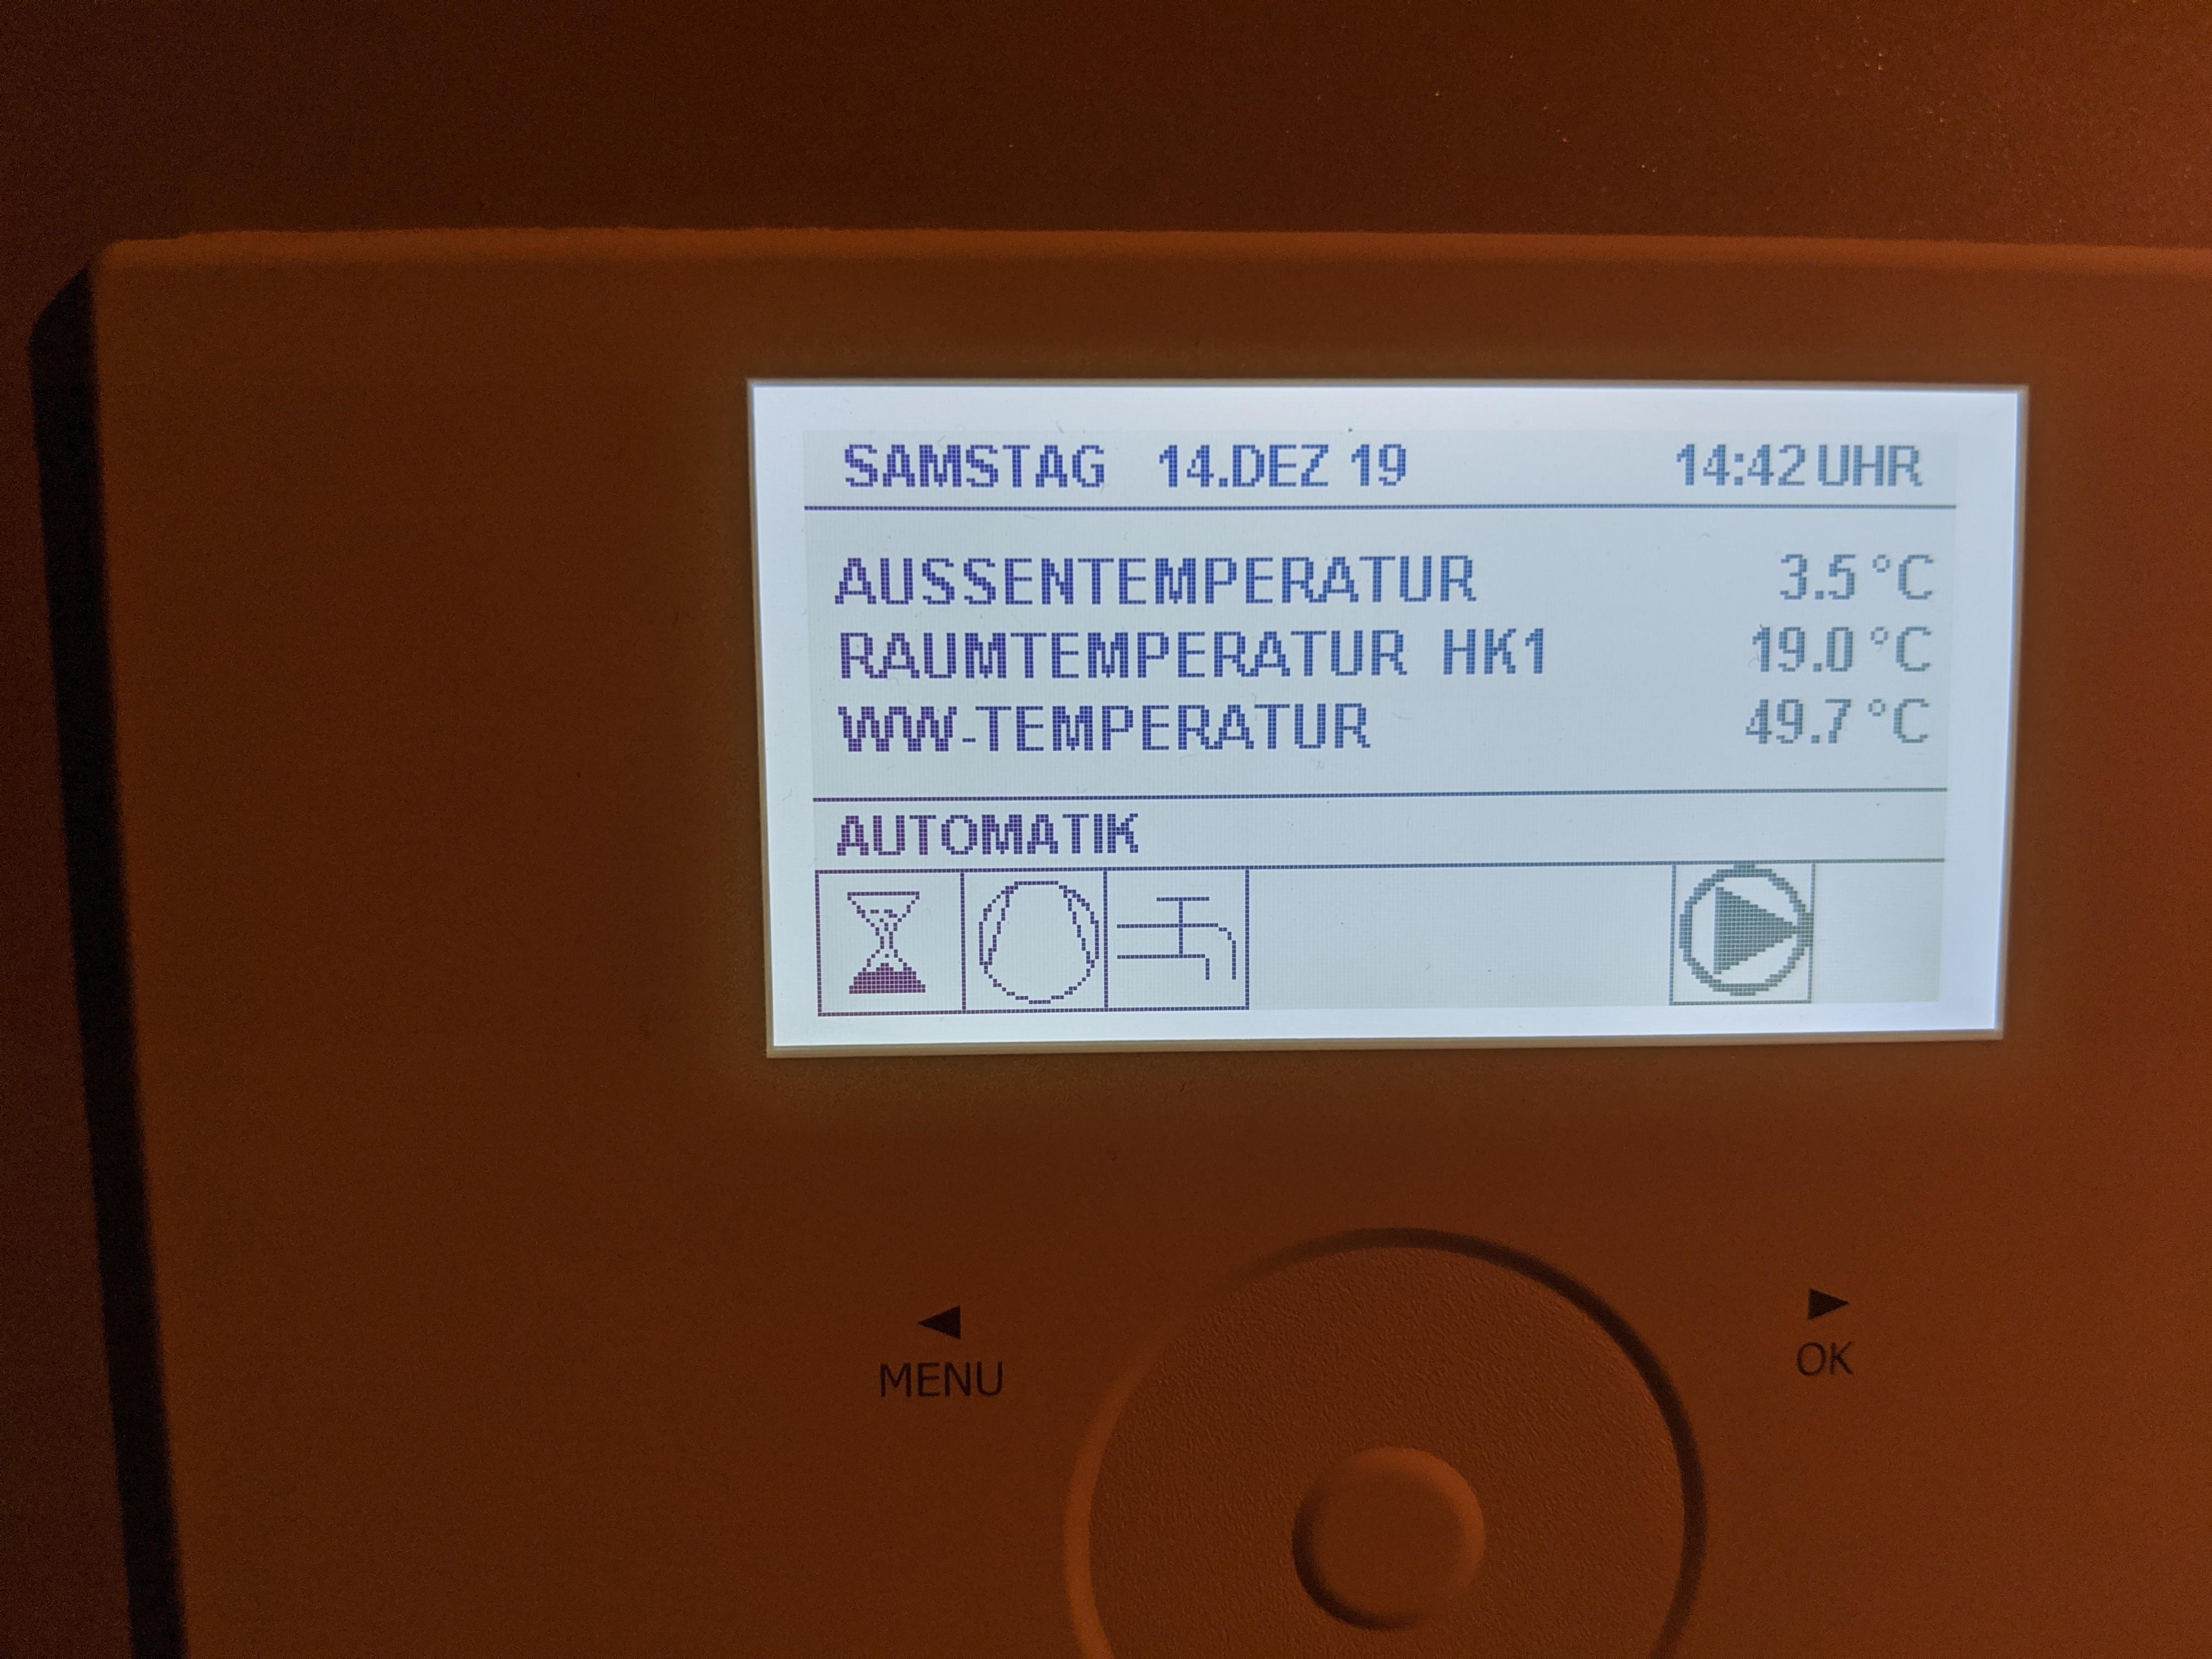 SAMSTAG 14.DEZ 19 14:42 UHR
AUSSENTEMPERATUR 3.5 °C
RAUMTEMPERATUR HK1 19.0 °C
WW-TEMPERATUR 49.7 °C
AUTOMATIK
MENU OK